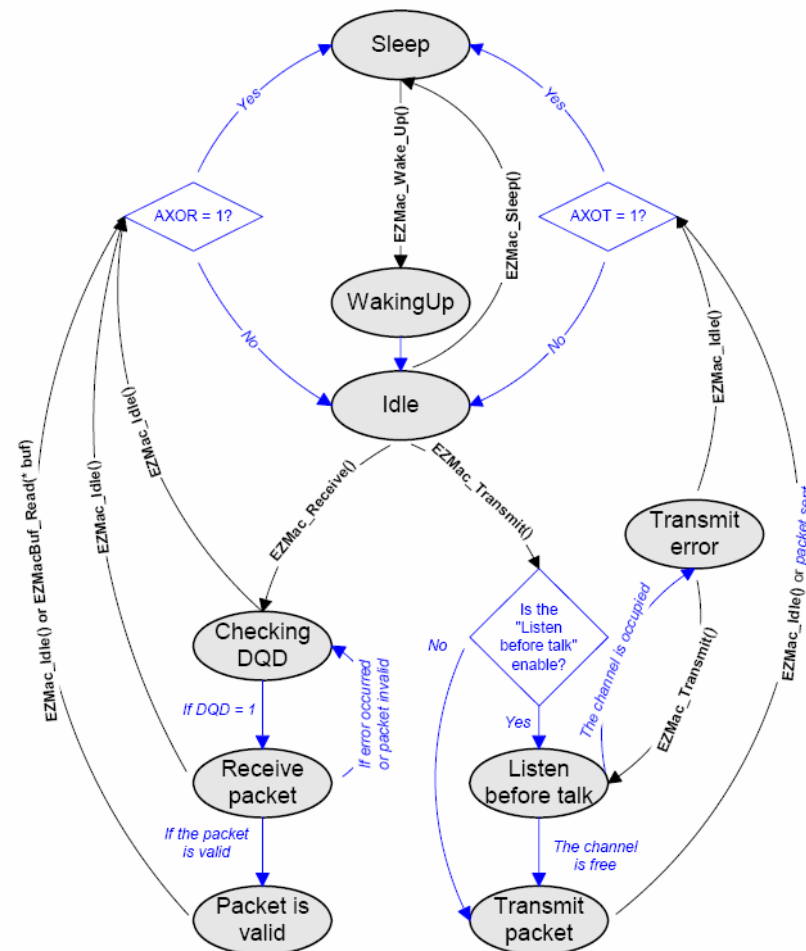 Sleep
Yes
Yes
EZMac_Wake_Up()
EZMac_Sleep()
AXOR = 1?
AXOT = 1?
WakingUp
No
No
Idle
EZMac_Idle()
EZMac_Idle()
EZMac_Idle()
EZMac_Receive()
EZMac_Transmit()
EZMac_Idle() or EZMacBuf_Read(* buf)
EZMac_Idle() or packet sent
Transmit
error
Checking
DQD
Is the
"Listen
before talk"
enable?
No
If DQD = 1
If error occurred
or packet invalid
Yes
The channel is occupied
EZMac_Transmit()
Receive
packet
Listen
before talk
If the packet
is valid
The channel
is free
Packet is
valid
Transmit
packet